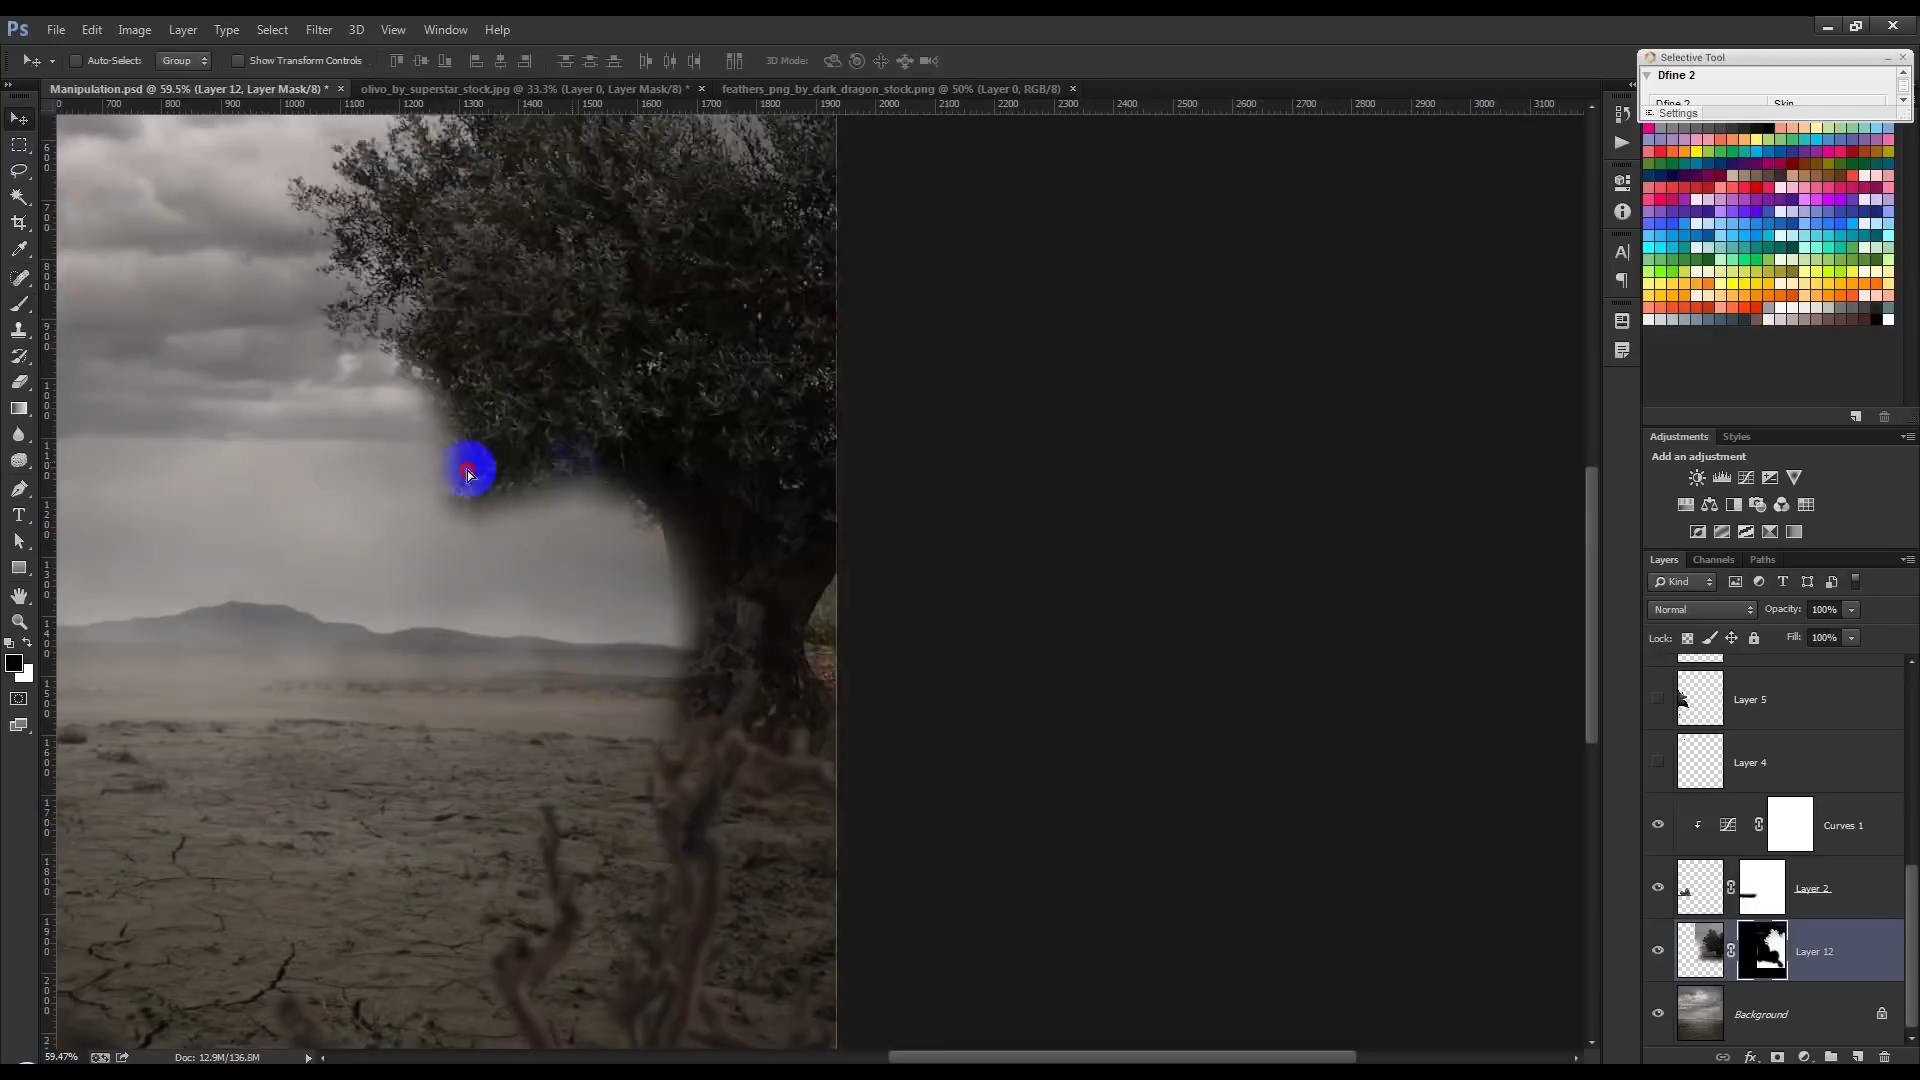 Ps File Edit Image Layer Type Select Filter 3D View Window Help
Auto-Select: Group Show Transform Controls 3D Mode:
Selective Tool
Dfine 2
Dfine 2 Skin
Settings
Manipulation.psd @ 59.5% (Layer 12, Layer Mask/8) * olivo_by_superstar_stock.jpg @ 33.3% (Layer 0, Layer Mask/8) * feathers_png_by_dark_dragon_stock.png @ 50% (Layer 0, RGB/8)
700 800 900 1000 1100 1200 1300 1400 1500 1600 1700 1800 1900 2000 2100 2200 2300 2400 2500 2600 2700 2800 2900 3000 3100
Adjustments Styles
Add an adjustment
Layers Channels Paths
Kind
Normal Opacity: 100%
Lock: Fill: 100%
Layer 5
Layer 4
Curves 1
Layer 2
Layer 12
Background
59.47% Doc: 12.9M/136.8M